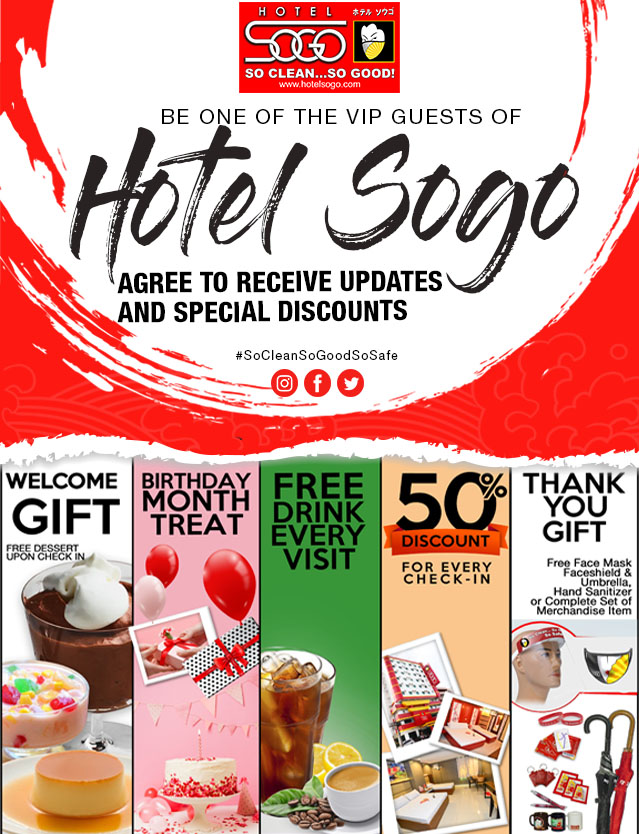 HOTEL
ホテル ソウゴ
SOGO
SO CLEAN...SO GOOD!
www.hotelsogo.com
BE ONE OF THE VIP GUESTS OF
Hotel Sogo
AGREE TO RECEIVE UPDATES
AND SPECIAL DISCOUNTS
#SoCleanSoGoodSoSafe
WELCOME
GIFT
FREE DESSERT
UPON CHECK IN
BIRTHDAY
MONTH
TREAT
FREE
DRINK
EVERY
VISIT
50%
DISCOUNT
FOR EVERY
CHECK-IN
THANK
YOU
GIFT
Free Face Mask
Faceshield &
Umbrella,
Hand Sanitizer
or Complete Set of
Merchandise Item